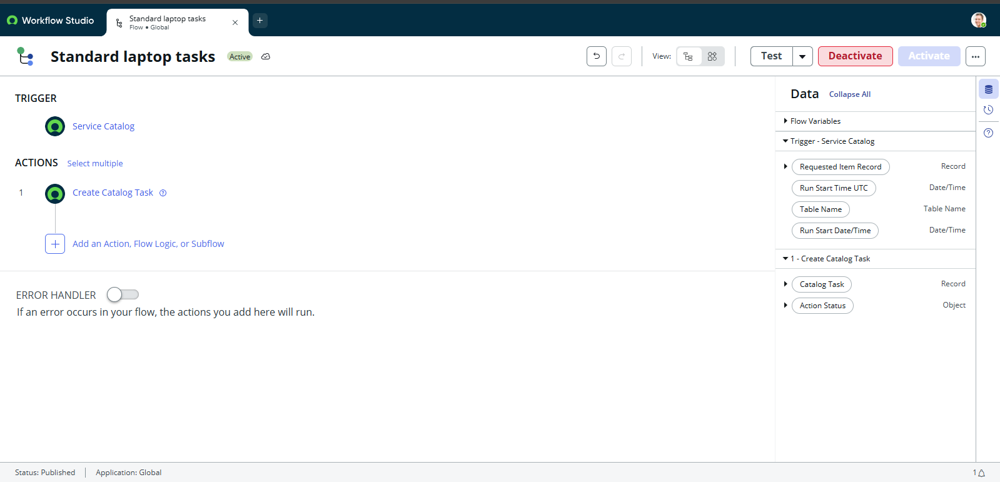 Workflow Studio
Standard laptop tasks
Flow • Global
Standard laptop tasks
Active
View:
Test
Deactivate
Activate
TRIGGER
Service Catalog
ACTIONS
Select multiple
1
Create Catalog Task
Add an Action, Flow Logic, or Subflow
ERROR HANDLER
If an error occurs in your flow, the actions you add here will run.
Data
Collapse All
Flow Variables
Trigger - Service Catalog
Requested Item Record
Record
Run Start Time UTC
Date/Time
Table Name
Table Name
Run Start Date/Time
Date/Time
1 - Create Catalog Task
Catalog Task
Record
Action Status
Object
Status: Published
Application: Global
1